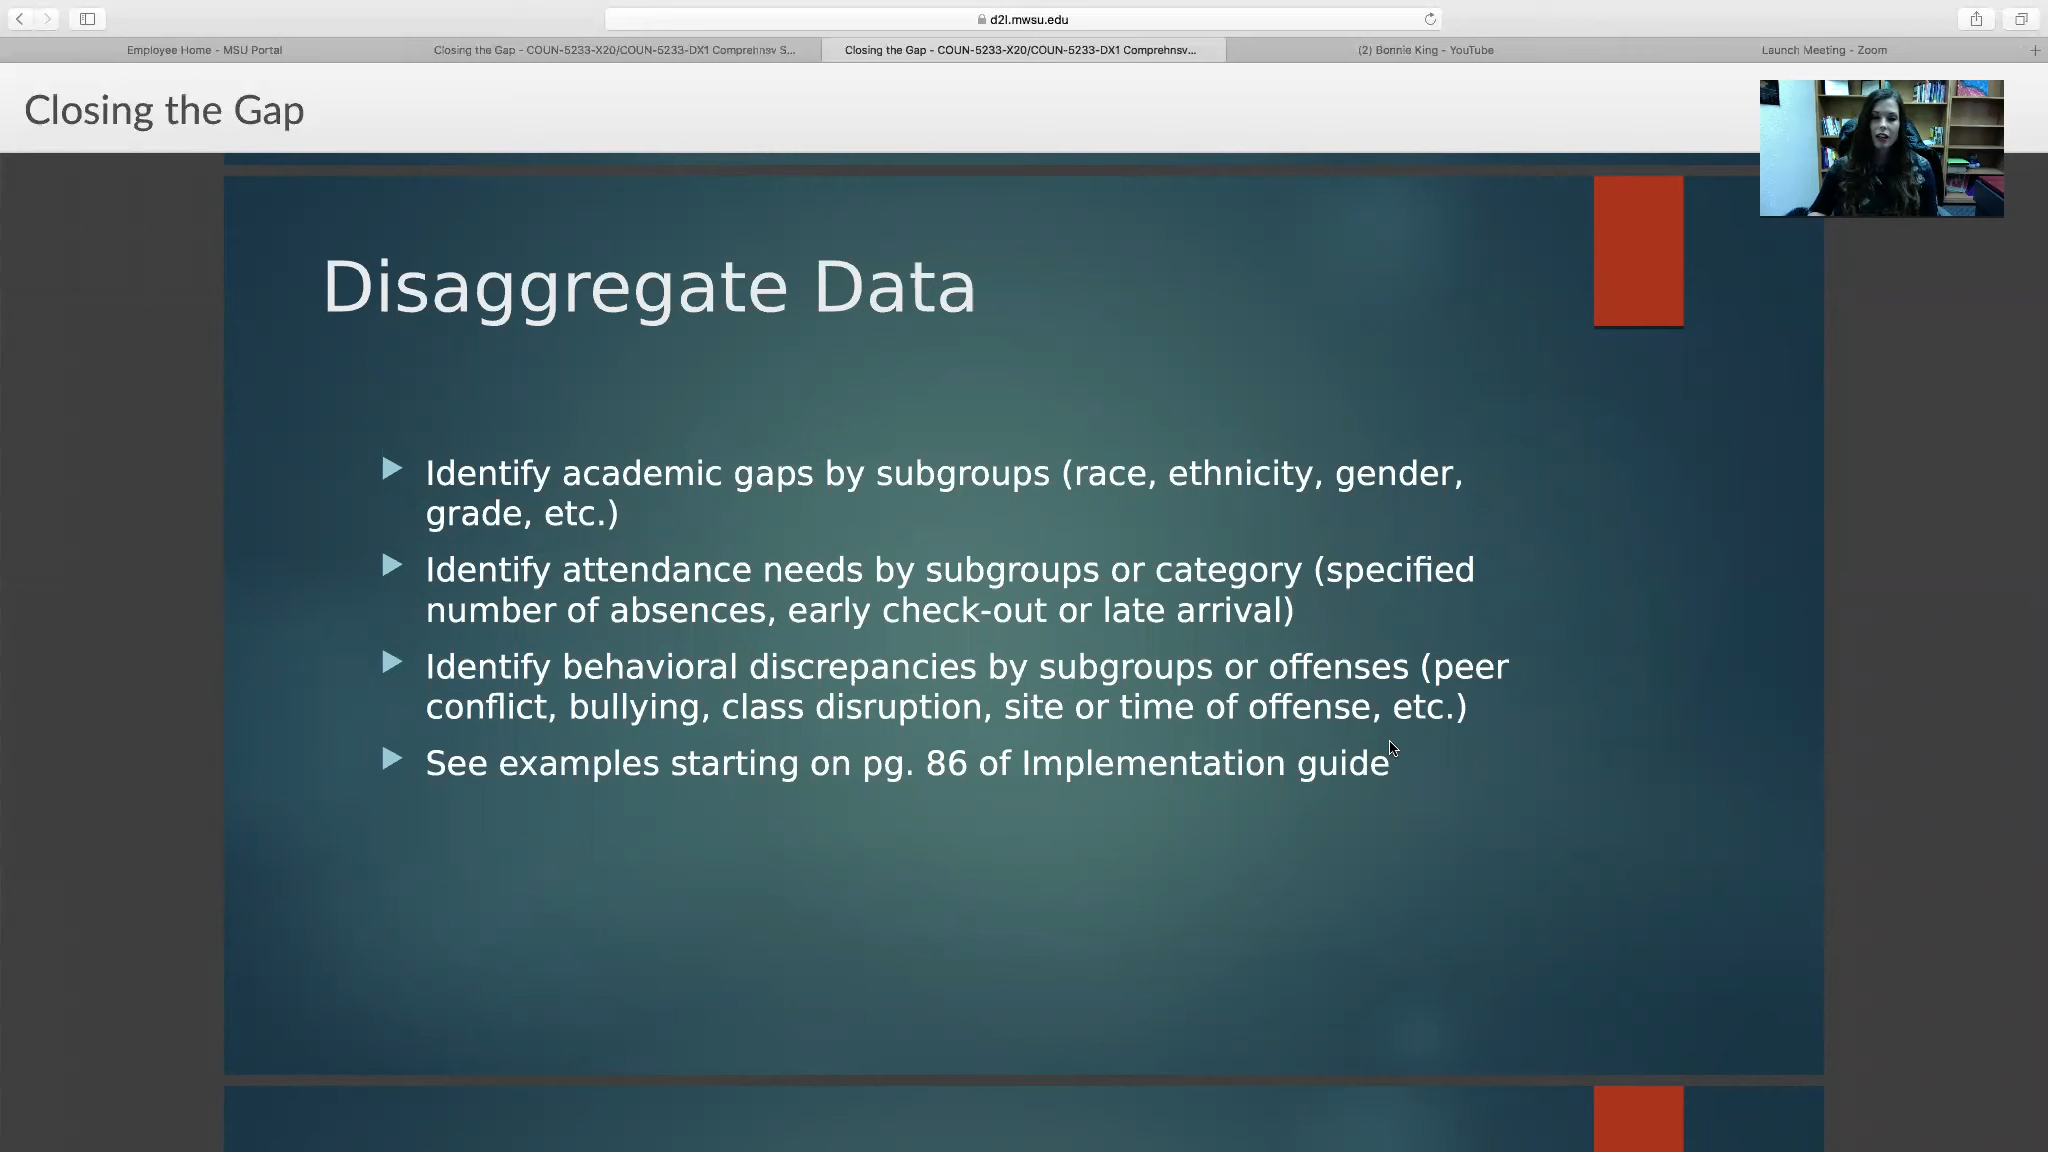 d2l.mwsu.edu
Employee Home - MSU Portal
Closing the Gap - COUN-5233-X20/COUN-5233-DX1 Comprehnsv S...
Closing the Gap - COUN-5233-X20/COUN-5233-DX1 Comprehnsv...
(2) Bonnie King - YouTube
Launch Meeting - Zoom
Closing the Gap
Disaggregate Data
Identify academic gaps by subgroups (race, ethnicity, gender,
grade, etc.)
Identify attendance needs by subgroups or category (specified
number of absences, early check-out or late arrival)
Identify behavioral discrepancies by subgroups or offenses (peer
conflict, bullying, class disruption, site or time of offense, etc.)
See examples starting on pg. 86 of Implementation guide